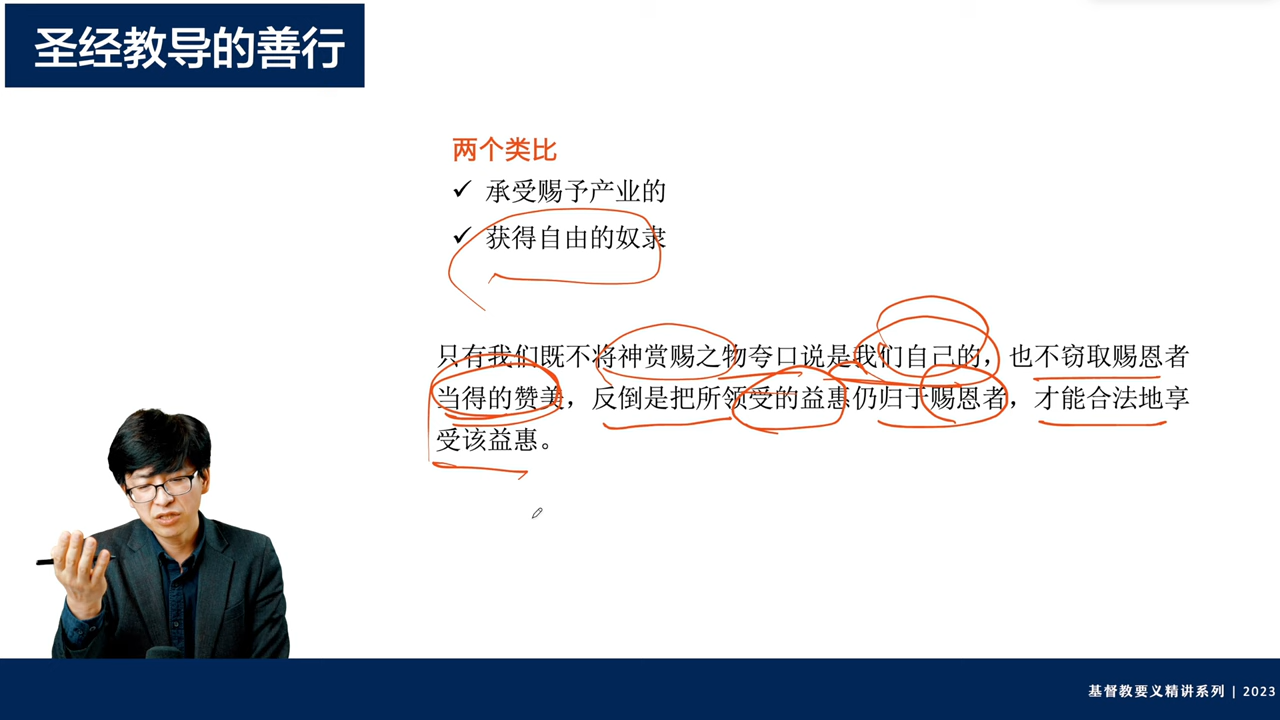 圣经教导的善行
两个类比
✓ 承受赐予产业的
✓ 获得自由的奴隶
只有我们既不将神赏赐之物夸口说是我们自己的，也不窃取赐恩者
当得的赞美，反倒是把所领受的益惠仍归于赐恩者，才能合法地享
受该益惠。
基督教要义精讲系列 | 2023